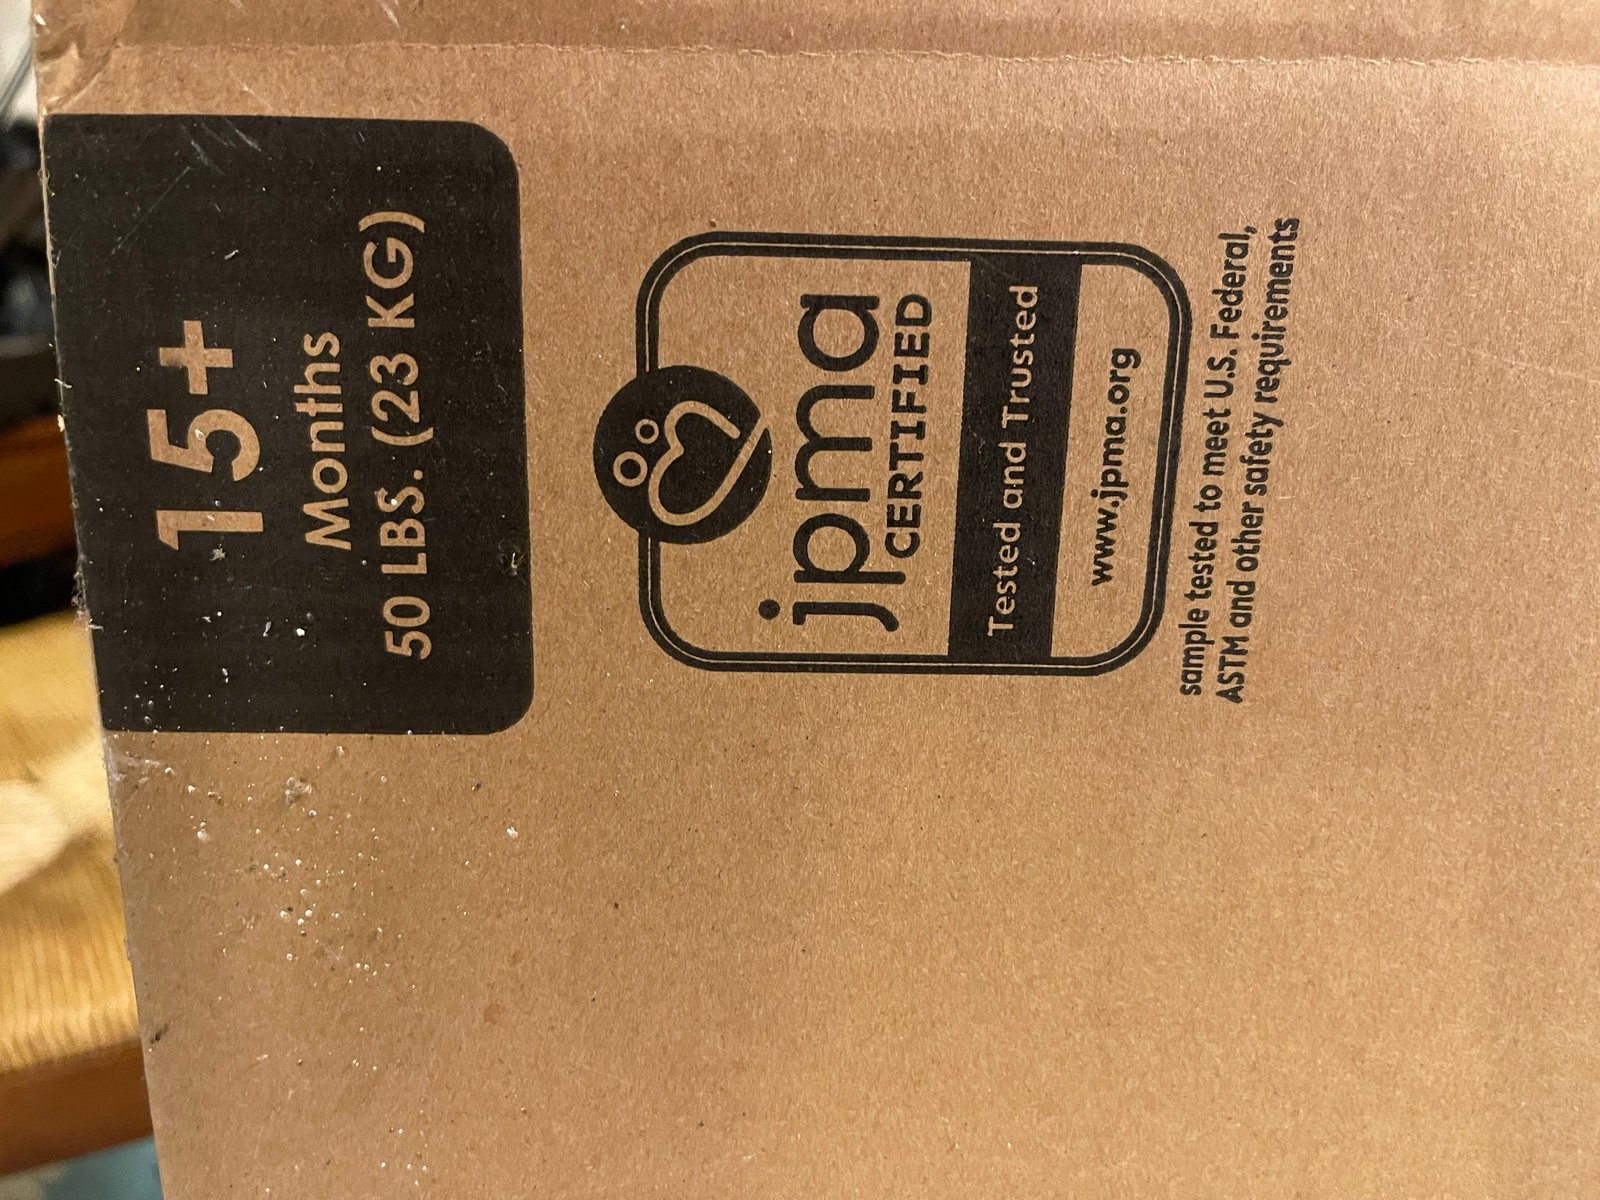 15+
Months
50 LBS. (23 KG)
jpma
CERTIFIED
Tested and Trusted
www.jpma.org
sample tested to meet U.S. Federal,
ASTM and other safety requirements